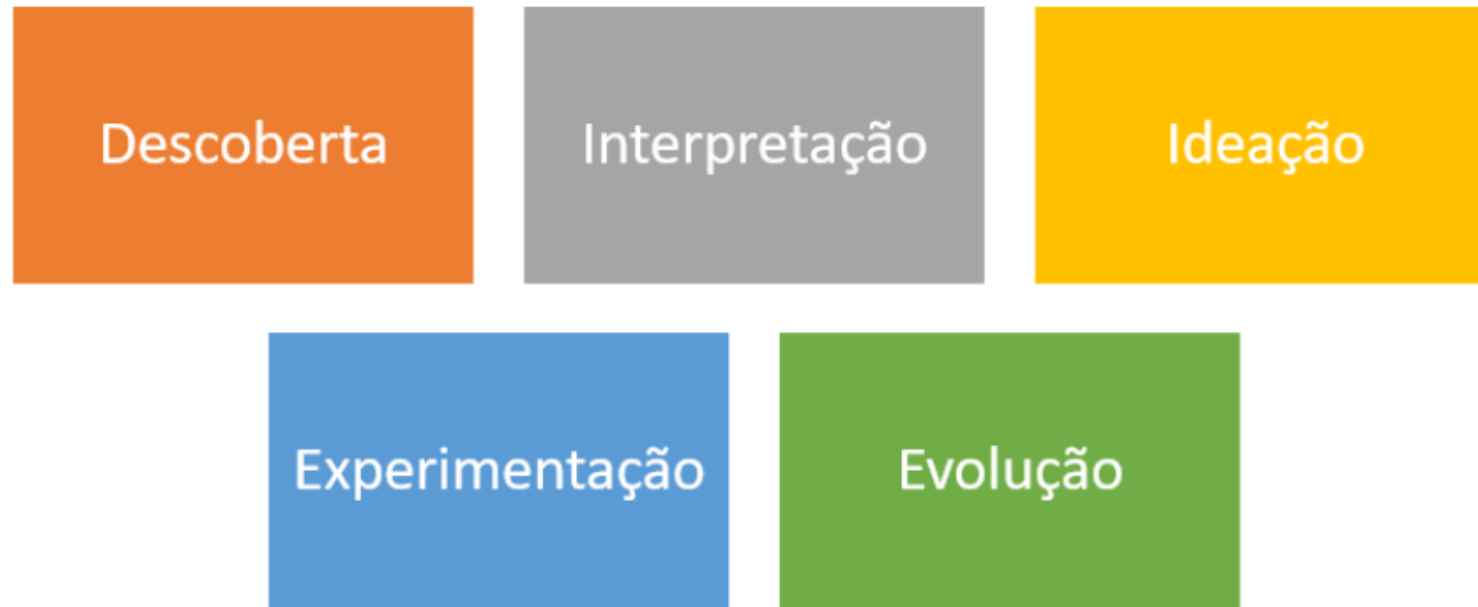 Descoberta
Interpretação
Ideação
Experimentação
Evolução